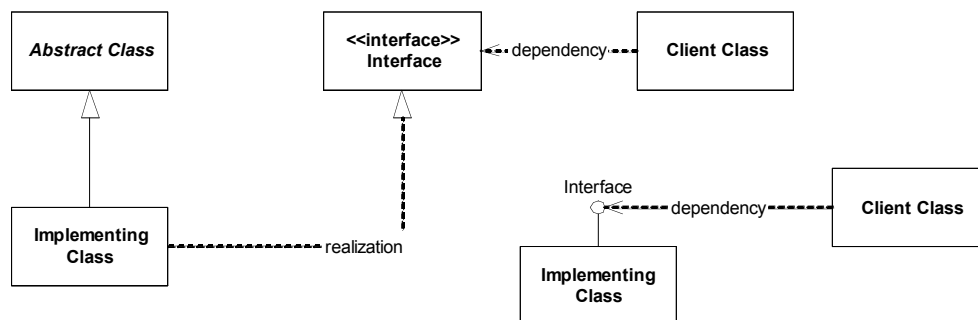 Abstract Class
<<interface>>
Interface
dependency
Client Class
Implementing
Class
realization
Interface
dependency
Client Class
Implementing
Class